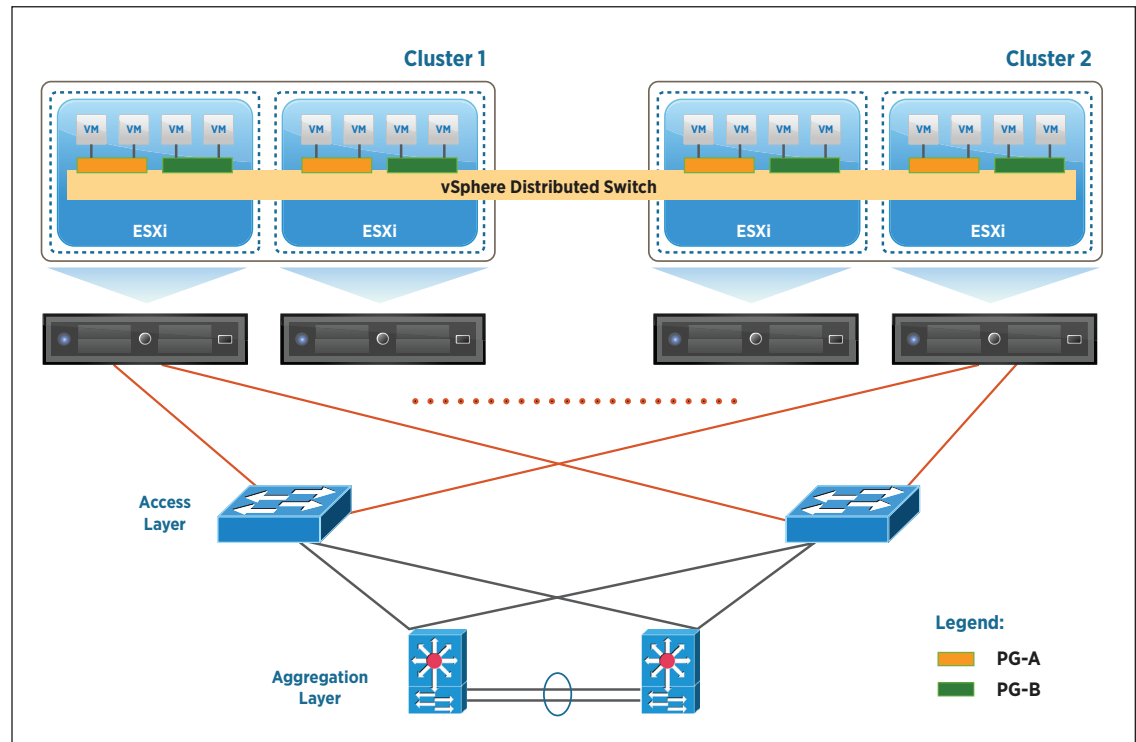 Cluster 1
Cluster 2
VM VM VM VM
VM VM VM VM
VM VM VM VM
VM VM VM VM
vSphere Distributed Switch
ESXi
ESXi
ESXi
ESXi
Access
Layer
Aggregation
Layer
Legend:
PG-A
PG-B